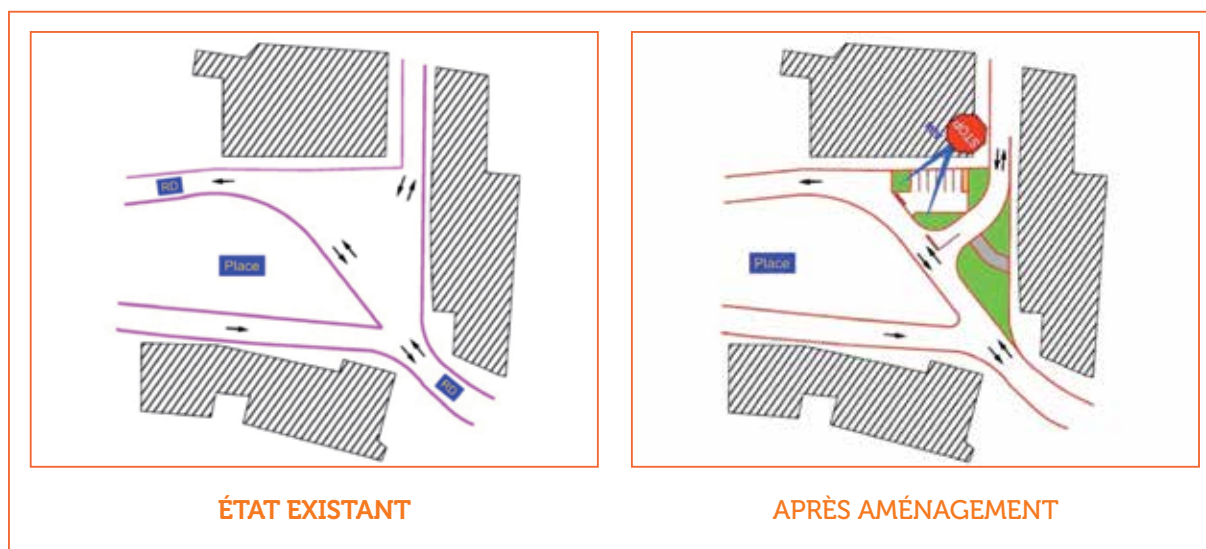 RD
Place
RD
STOP
Place
ÉTAT EXISTANT
APRÈS AMÉNAGEMENT